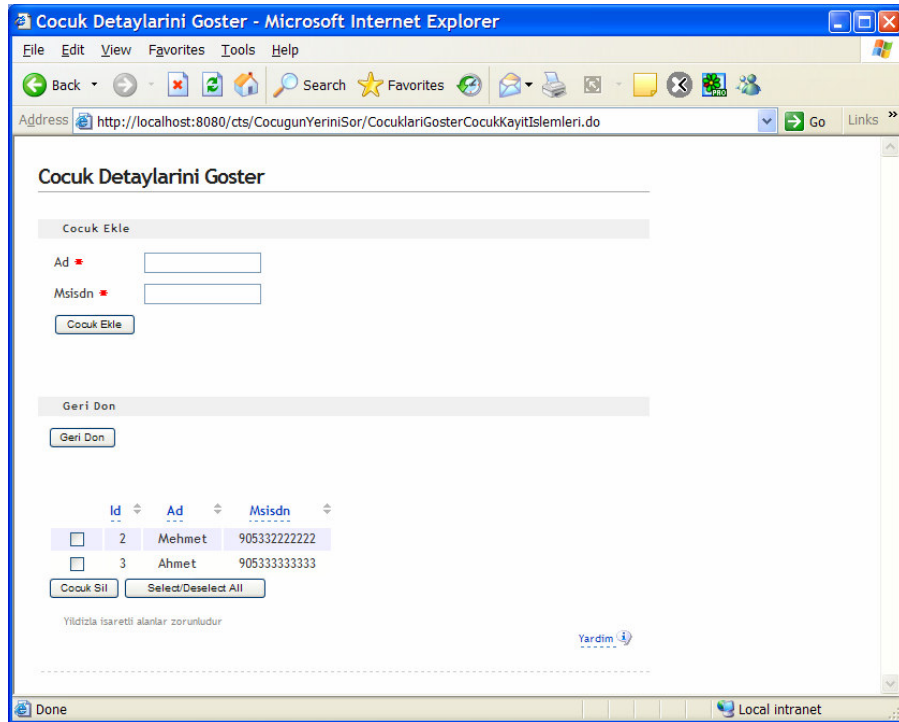 Cocuk Detaylarini Goster - Microsoft Internet Explorer
File Edit View Favorites Tools Help
Back Search Favorites PRO
Address http://localhost:8080/cts/CocugunYeriniSor/CocuklariGosterCocukKayitIslemleri.do Go Links »
Cocuk Detaylarini Goster
Cocuk Ekle
Ad *
Msisdn *
Cocuk Ekle
Geri Don
Geri Don
Id Ad Msisdn
2 Mehmet 905332222222
3 Ahmet 905333333333
Cocuk Sil Select/Deselect All
Yildizla isaretli alanlar zorunludur
Yardim
Done Local intranet